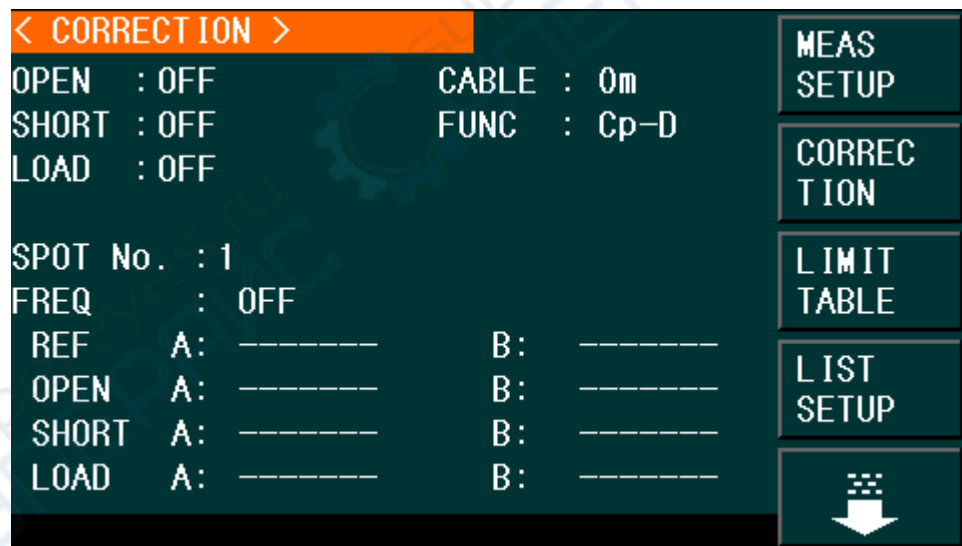 < CORRECTION >
OPEN : OFF
CABLE : 0m
SHORT : OFF
FUNC : Cp-D
LOAD : OFF
SPOT No. : 1
FREQ : OFF
REF A: ------- B: -------
OPEN A: ------- B: -------
SHORT A: ------- B: -------
LOAD A: ------- B: -------
MEAS
SETUP
CORREC
TION
LIMIT
TABLE
LIST
SETUP